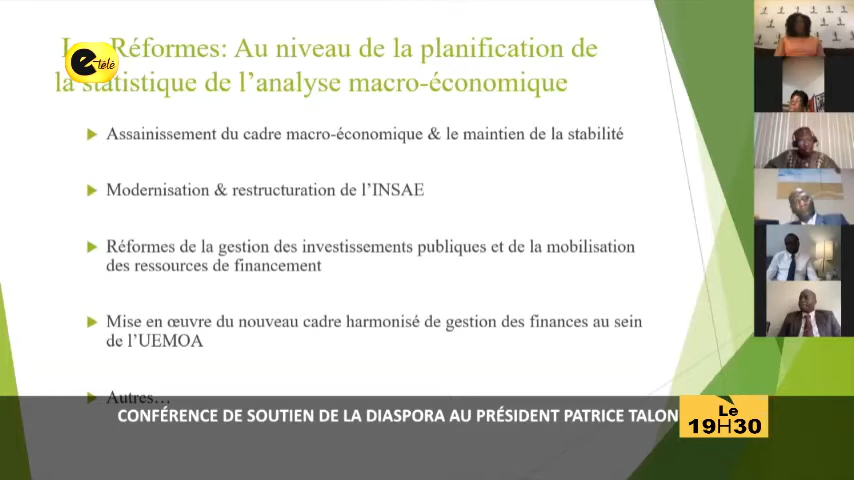 Réformes: Au niveau de la planification de
la statistique de l'analyse macro-économique
e-télé
Assainissement du cadre macro-économique & le maintien de la stabilité
Modernisation & restructuration de l'INSAE
Réformes de la gestion des investissements publiques et de la mobilisation
des ressources de financement
Mise en œuvre du nouveau cadre harmonisé de gestion des finances au sein
de l'UEMOA
Autres...
CONFÉRENCE DE SOUTIEN DE LA DIASPORA AU PRÉSIDENT PATRICE TALON
Le
19H30